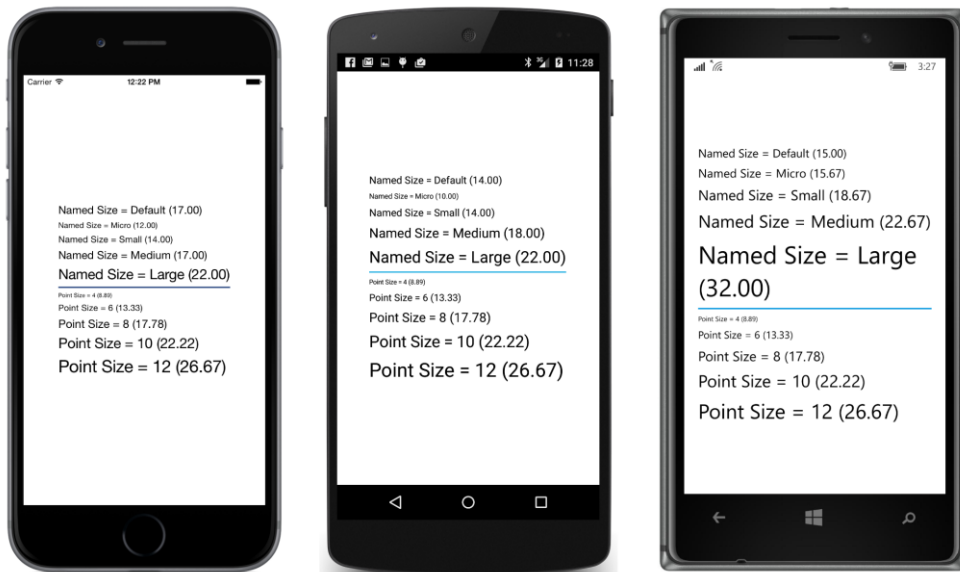 Carrier 12:22 PM
Named Size = Default (17.00)
Named Size = Micro (12.00)
Named Size = Small (14.00)
Named Size = Medium (17.00)
Named Size = Large (22.00)
Point Size = 4 (8.89)
Point Size = 6 (13.33)
Point Size = 8 (17.78)
Point Size = 10 (22.22)
Point Size = 12 (26.67)
3G 11:28
Named Size = Default (14.00)
Named Size = Micro (10.00)
Named Size = Small (14.00)
Named Size = Medium (18.00)
Named Size = Large (22.00)
Point Size = 4 (8.89)
Point Size = 6 (13.33)
Point Size = 8 (17.78)
Point Size = 10 (22.22)
Point Size = 12 (26.67)
3:27
Named Size = Default (15.00)
Named Size = Micro (15.67)
Named Size = Small (18.67)
Named Size = Medium (22.67)
Named Size = Large
(32.00)
Point Size = 4 (8.89)
Point Size = 6 (13.33)
Point Size = 8 (17.78)
Point Size = 10 (22.22)
Point Size = 12 (26.67)